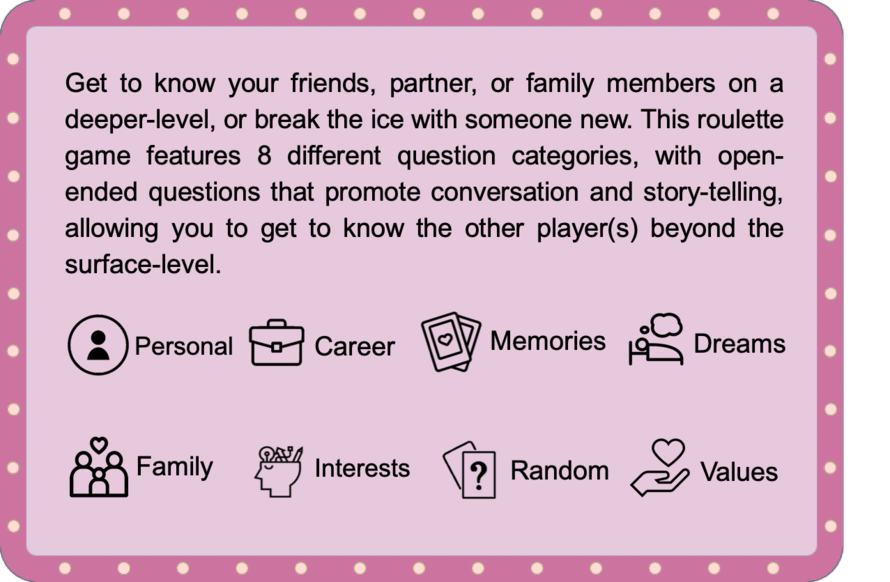 Get to know your friends, partner, or family members on a
deeper-level, or break the ice with someone new. This roulette
game features 8 different question categories, with open-
ended questions that promote conversation and story-telling,
allowing you to get to know the other player(s) beyond the
surface-level.
Personal Career Memories Dreams
Family Interests Random Values